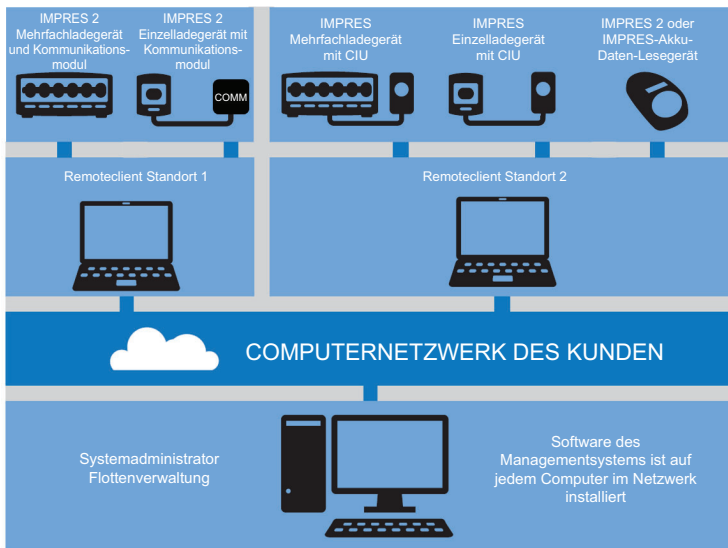 IMPRES 2
Mehrfachladegerät
und Kommunikations-
modul
IMPRES 2
Einzelladegerät mit
Kommunikations-
modul
COMM
IMPRES
Mehrfachladegerät
mit CIU
IMPRES
Einzelladegerät
mit CIU
IMPRES 2 oder
IMPRES-Akku-
Daten-Lesegerät
Remoteclient Standort 1
Remoteclient Standort 2
COMPUTERNETZWERK DES KUNDEN
Systemadministrator
Flottenverwaltung
Software des
Managementsystems ist auf
jedem Computer im Netzwerk
installiert